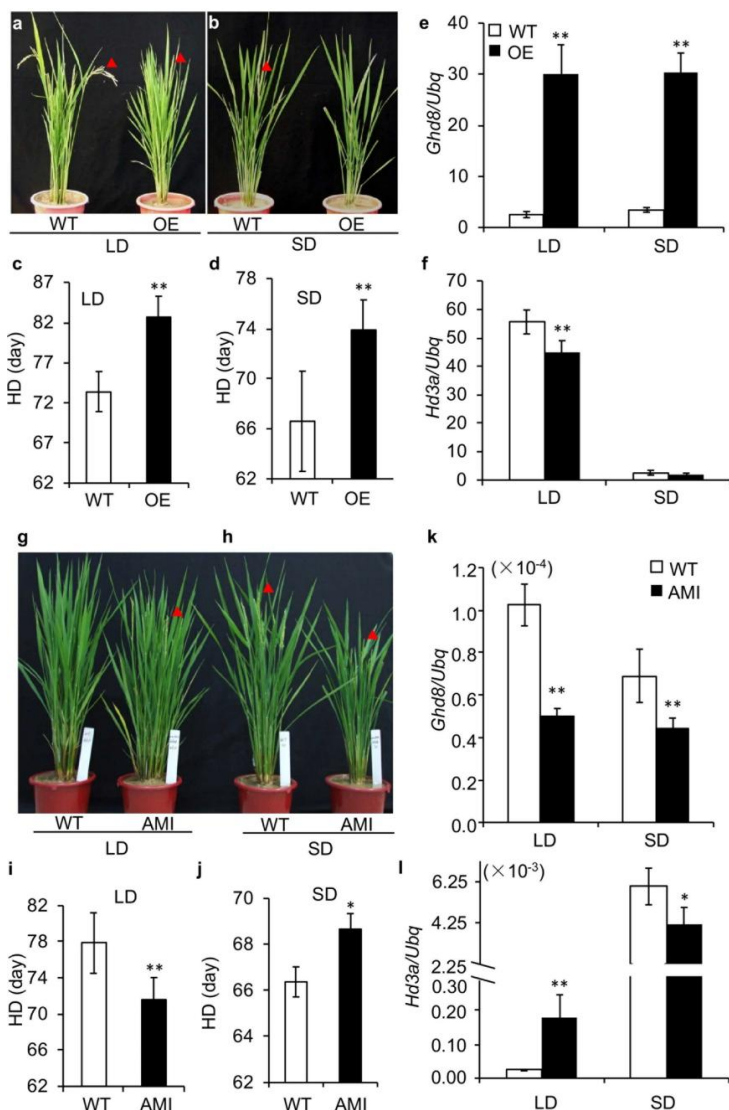 a
b
WT
OE
WT
OE
LD
SD
e
WT
OE
Ghd8/Ubq
40
30
20
10
0
**
**
LD
SD
c
LD
HD (day)
87
82
77
72
67
62
**
WT
OE
d
SD
HD (day)
78
74
70
66
62
**
WT
OE
f
Hd3a/Ubq
70
60
50
40
30
20
10
0
**
LD
SD
g
h
WT
AMI
WT
AMI
LD
SD
k
(×10-4)
WT
AMI
Ghd8/Ubq
1.2
1.0
0.8
0.6
0.4
0.2
0.0
**
**
LD
SD
i
LD
HD (day)
82
78
74
70
66
62
**
WT
AMI
j
SD
HD (day)
70
68
66
64
62
*
WT
AMI
l
(×10-3)
Hd3a/Ubq
6.25
4.25
2.25
0.30
0.20
0.10
0.00
**
*
LD
SD